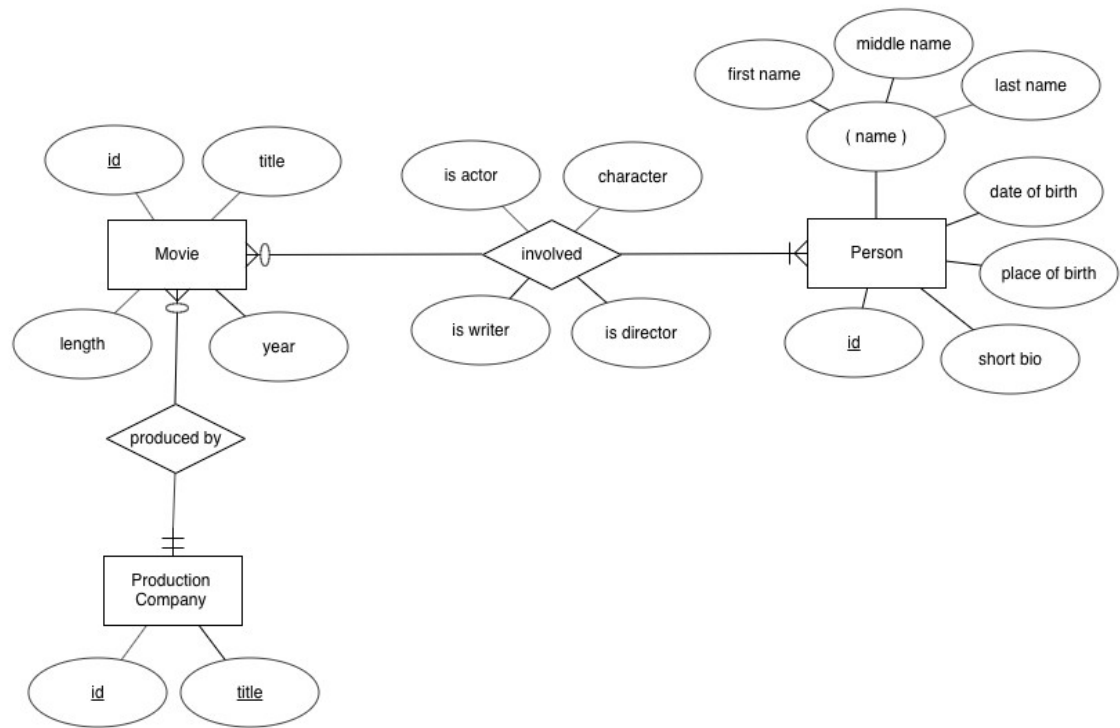 middle name
first name
last name
( name )
id
title
is actor
character
date of birth
Movie
involved
Person
place of birth
length
year
is writer
is director
id
short bio
produced by
Production
Company
id
title